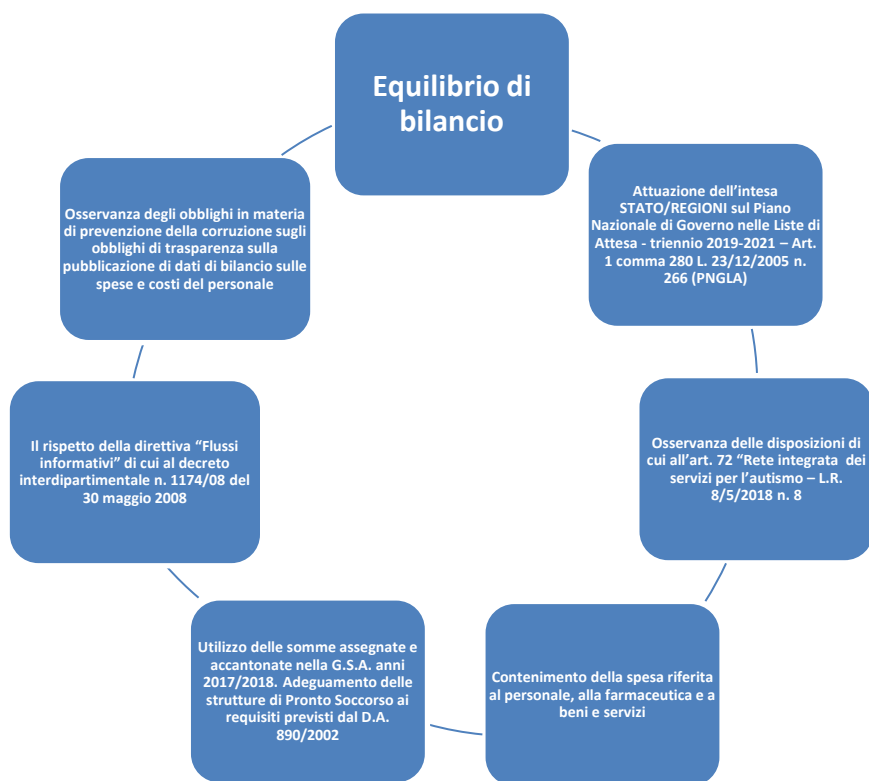 Equilibrio di
bilancio
Attuazione dell'intesa
STATO/REGIONI sul Piano
Nazionale di Governo nelle Liste di
Attesa - triennio 2019-2021 – Art.
1 comma 280 L. 23/12/2005 n.
266 (PNGLA)
Osservanza delle disposizioni di
cui all'art. 72 “Rete integrata dei
servizi per l'autismo – L.R.
8/5/2018 n. 8
Contenimento della spesa riferita
al personale, alla farmaceutica e a
beni e servizi
Utilizzo delle somme assegnate e
accantonate nella G.S.A. anni
2017/2018. Adeguamento delle
strutture di Pronto Soccorso ai
requisiti previsti dal D.A.
890/2002
Il rispetto della direttiva “Flussi
informativi” di cui al decreto
interdipartimentale n. 1174/08 del
30 maggio 2008
Osservanza degli obblighi in materia
di prevenzione della corruzione sugli
obblighi di trasparenza sulla
pubblicazione di dati di bilancio sulle
spese e costi del personale